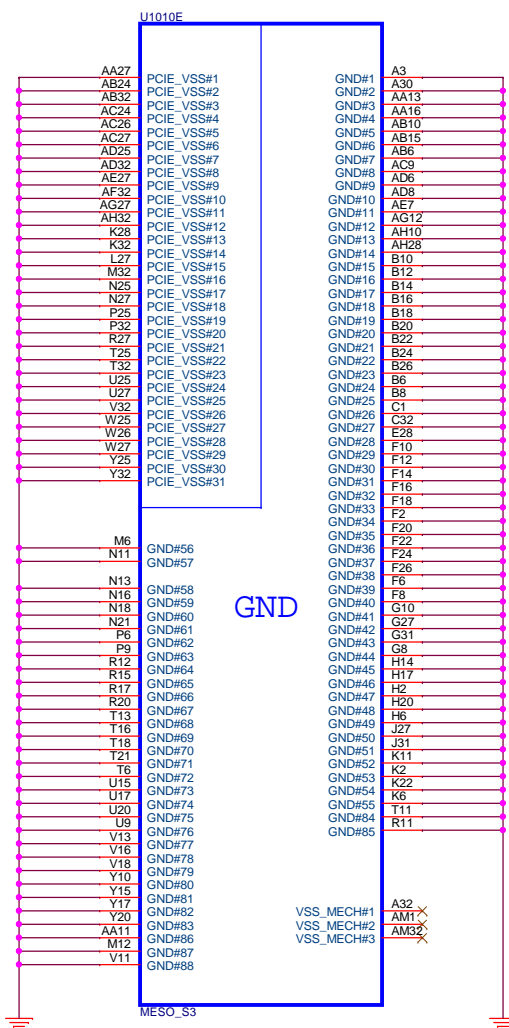 U1010E
AA27 PCIE_VSS#1 GND#1 A3
AB24 PCIE_VSS#2 GND#2 A30
AB32 PCIE_VSS#3 GND#3 AA13
AC24 PCIE_VSS#4 GND#4 AA16
AC26 PCIE_VSS#5 GND#5 AB10
AC27 PCIE_VSS#6 GND#6 AB15
AD25 PCIE_VSS#7 GND#7 AB6
AD32 PCIE_VSS#8 GND#8 AC9
AE27 PCIE_VSS#9 GND#9 AD6
AF32 PCIE_VSS#10 GND#10 AD8
AG27 PCIE_VSS#11 GND#11 AE7
AH32 PCIE_VSS#12 GND#12 AG12
K28 PCIE_VSS#13 GND#13 AH10
K32 PCIE_VSS#14 GND#14 AH28
L27 PCIE_VSS#15 GND#15 B10
M32 PCIE_VSS#16 GND#16 B12
N25 PCIE_VSS#17 GND#17 B14
N27 PCIE_VSS#18 GND#18 B16
P25 PCIE_VSS#19 GND#19 B18
P32 PCIE_VSS#20 GND#20 B20
R27 PCIE_VSS#21 GND#21 B22
T25 PCIE_VSS#22 GND#22 B24
T32 PCIE_VSS#23 GND#23 B26
U25 PCIE_VSS#24 GND#24 B6
U27 PCIE_VSS#25 GND#25 B8
V32 PCIE_VSS#26 GND#26 C1
W25 PCIE_VSS#27 GND#27 C32
W26 PCIE_VSS#28 GND#28 E28
W27 PCIE_VSS#29 GND#29 F10
Y25 PCIE_VSS#30 GND#30 F12
Y32 PCIE_VSS#31 GND#31 F14
GND#32 F16
GND#33 F18
GND#34 F2
GND#35 F20
M6 GND#56 GND#36 F22
N11 GND#57 GND#37 F24
GND#38 F26
N13 GND#58 GND#39 F6
N16 GND#59 GND#40 F8
N18 GND#60 GND#41 G10
N21 GND#61 GND#42 G27
P6 GND#62 GND#43 G31
P9 GND#63 GND#44 G8
R12 GND#64 GND#45 H14
R15 GND#65 GND#46 H17
R17 GND#66 GND#47 H2
R20 GND#67 GND#48 H20
T13 GND#68 GND#49 H6
T16 GND#69 GND#50 J27
T18 GND#70 GND#51 J31
T21 GND#71 GND#52 K11
T6 GND#72 GND#53 K2
U15 GND#73 GND#54 K22
U17 GND#74 GND#55 K6
U20 GND#75 GND#84 T11
U9 GND#76 GND#85 R11
V13 GND#77
V16 GND#78
V18 GND#79
Y10 GND#80
Y15 GND#81
Y17 GND#82 VSS_MECH#1 A32
Y20 GND#83 VSS_MECH#2 AM1
AA11 GND#86 VSS_MECH#3 AM32
M12 GND#87
V11 GND#88
GND
MESO_S3